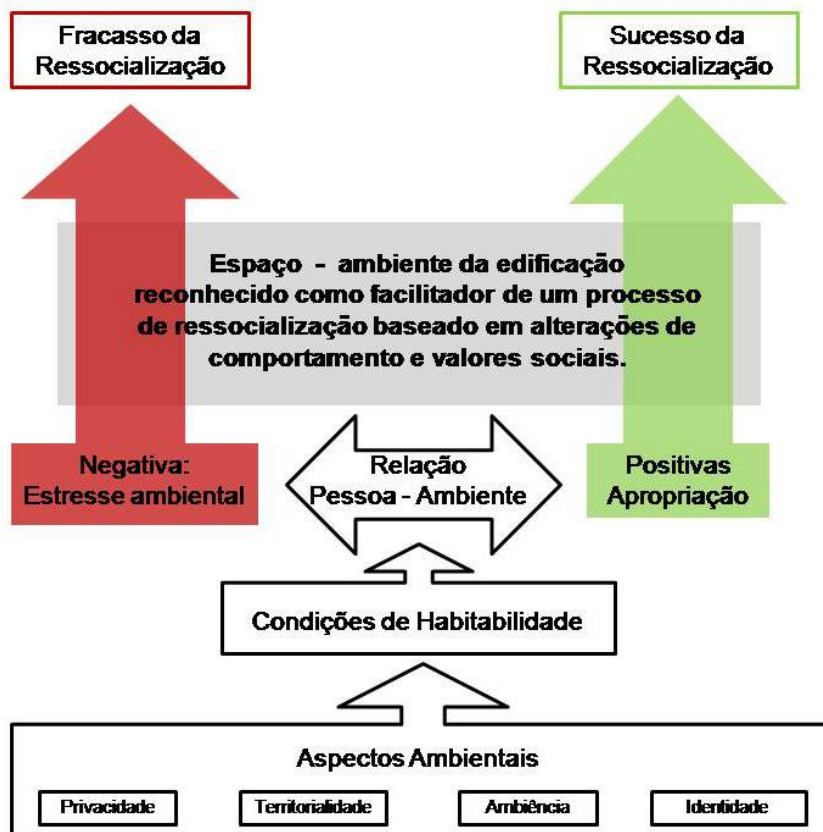 Fracasso da
Ressocialização
Sucesso da
Ressocialização
Espaço - ambiente da edificação
reconhecido como facilitador de um processo
de ressocialização baseado em alterações de
comportamento e valores sociais.
Negativa:
Estresse ambiental
Relação
Pessoa - Ambiente
Positivas
Apropriação
Condições de Habitabilidade
Aspectos Ambientais
Privacidade
Territorialidade
Ambiência
Identidade